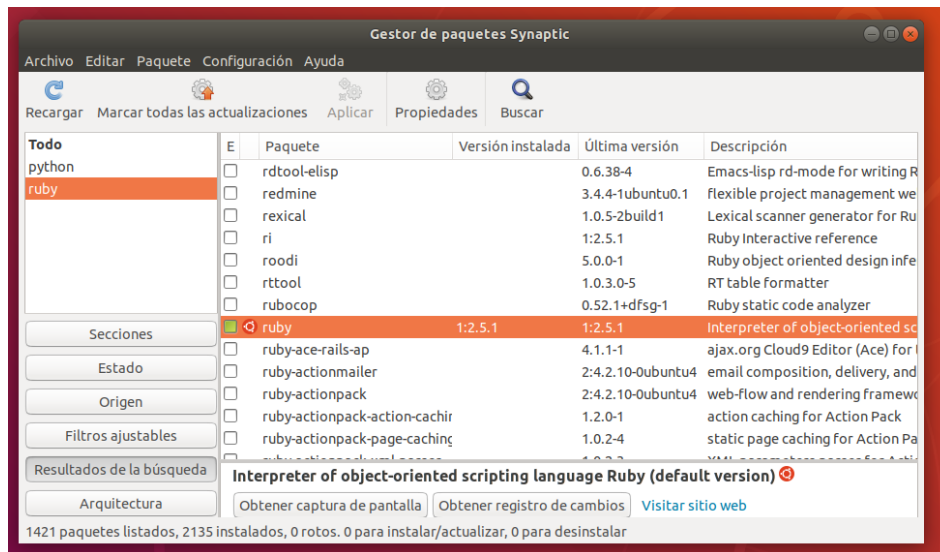 Gestor de paquetes Synaptic
Archivo Editar Paquete Configuración Ayuda
Recargar Marcar todas las actualizaciones Aplicar Propiedades Buscar
Todo
python
ruby
Secciones
Estado
Origen
Filtros ajustables
Resultados de la búsqueda
Arquitectura
E Paquete Versión instalada Última versión Descripción
rdtool-elisp 0.6.38-4 Emacs-lisp rd-mode for writing R
redmine 3.4.4-1ubuntu0.1 flexible project management we
rexical 1.0.5-2build1 Lexical scanner generator for Ru
ri 1:2.5.1 Ruby Interactive reference
roodi 5.0.0-1 Ruby object oriented design infe
rttool 1.0.3.0-5 RT table formatter
rubocop 0.52.1+dfsg-1 Ruby static code analyzer
ruby 1:2.5.1 1:2.5.1 Interpreter of object-oriented sc
ruby-ace-rails-ap 4.1.1-1 ajax.org Cloud9 Editor (Ace) for
ruby-actionmailer 2:4.2.10-0ubuntu4 email composition, delivery, and
ruby-actionpack 2:4.2.10-0ubuntu4 web-flow and rendering framewo
ruby-actionpack-action-cachin 1.2.0-1 action caching for Action Pack
ruby-actionpack-page-caching 1.0.2-4 static page caching for Action Pa
Interpreter of object-oriented scripting language Ruby (default version)
Obtener captura de pantalla Obtener registro de cambios Visitar sitio web
1421 paquetes listados, 2135 instalados, 0 rotos. 0 para instalar/actualizar, 0 para desinstalar